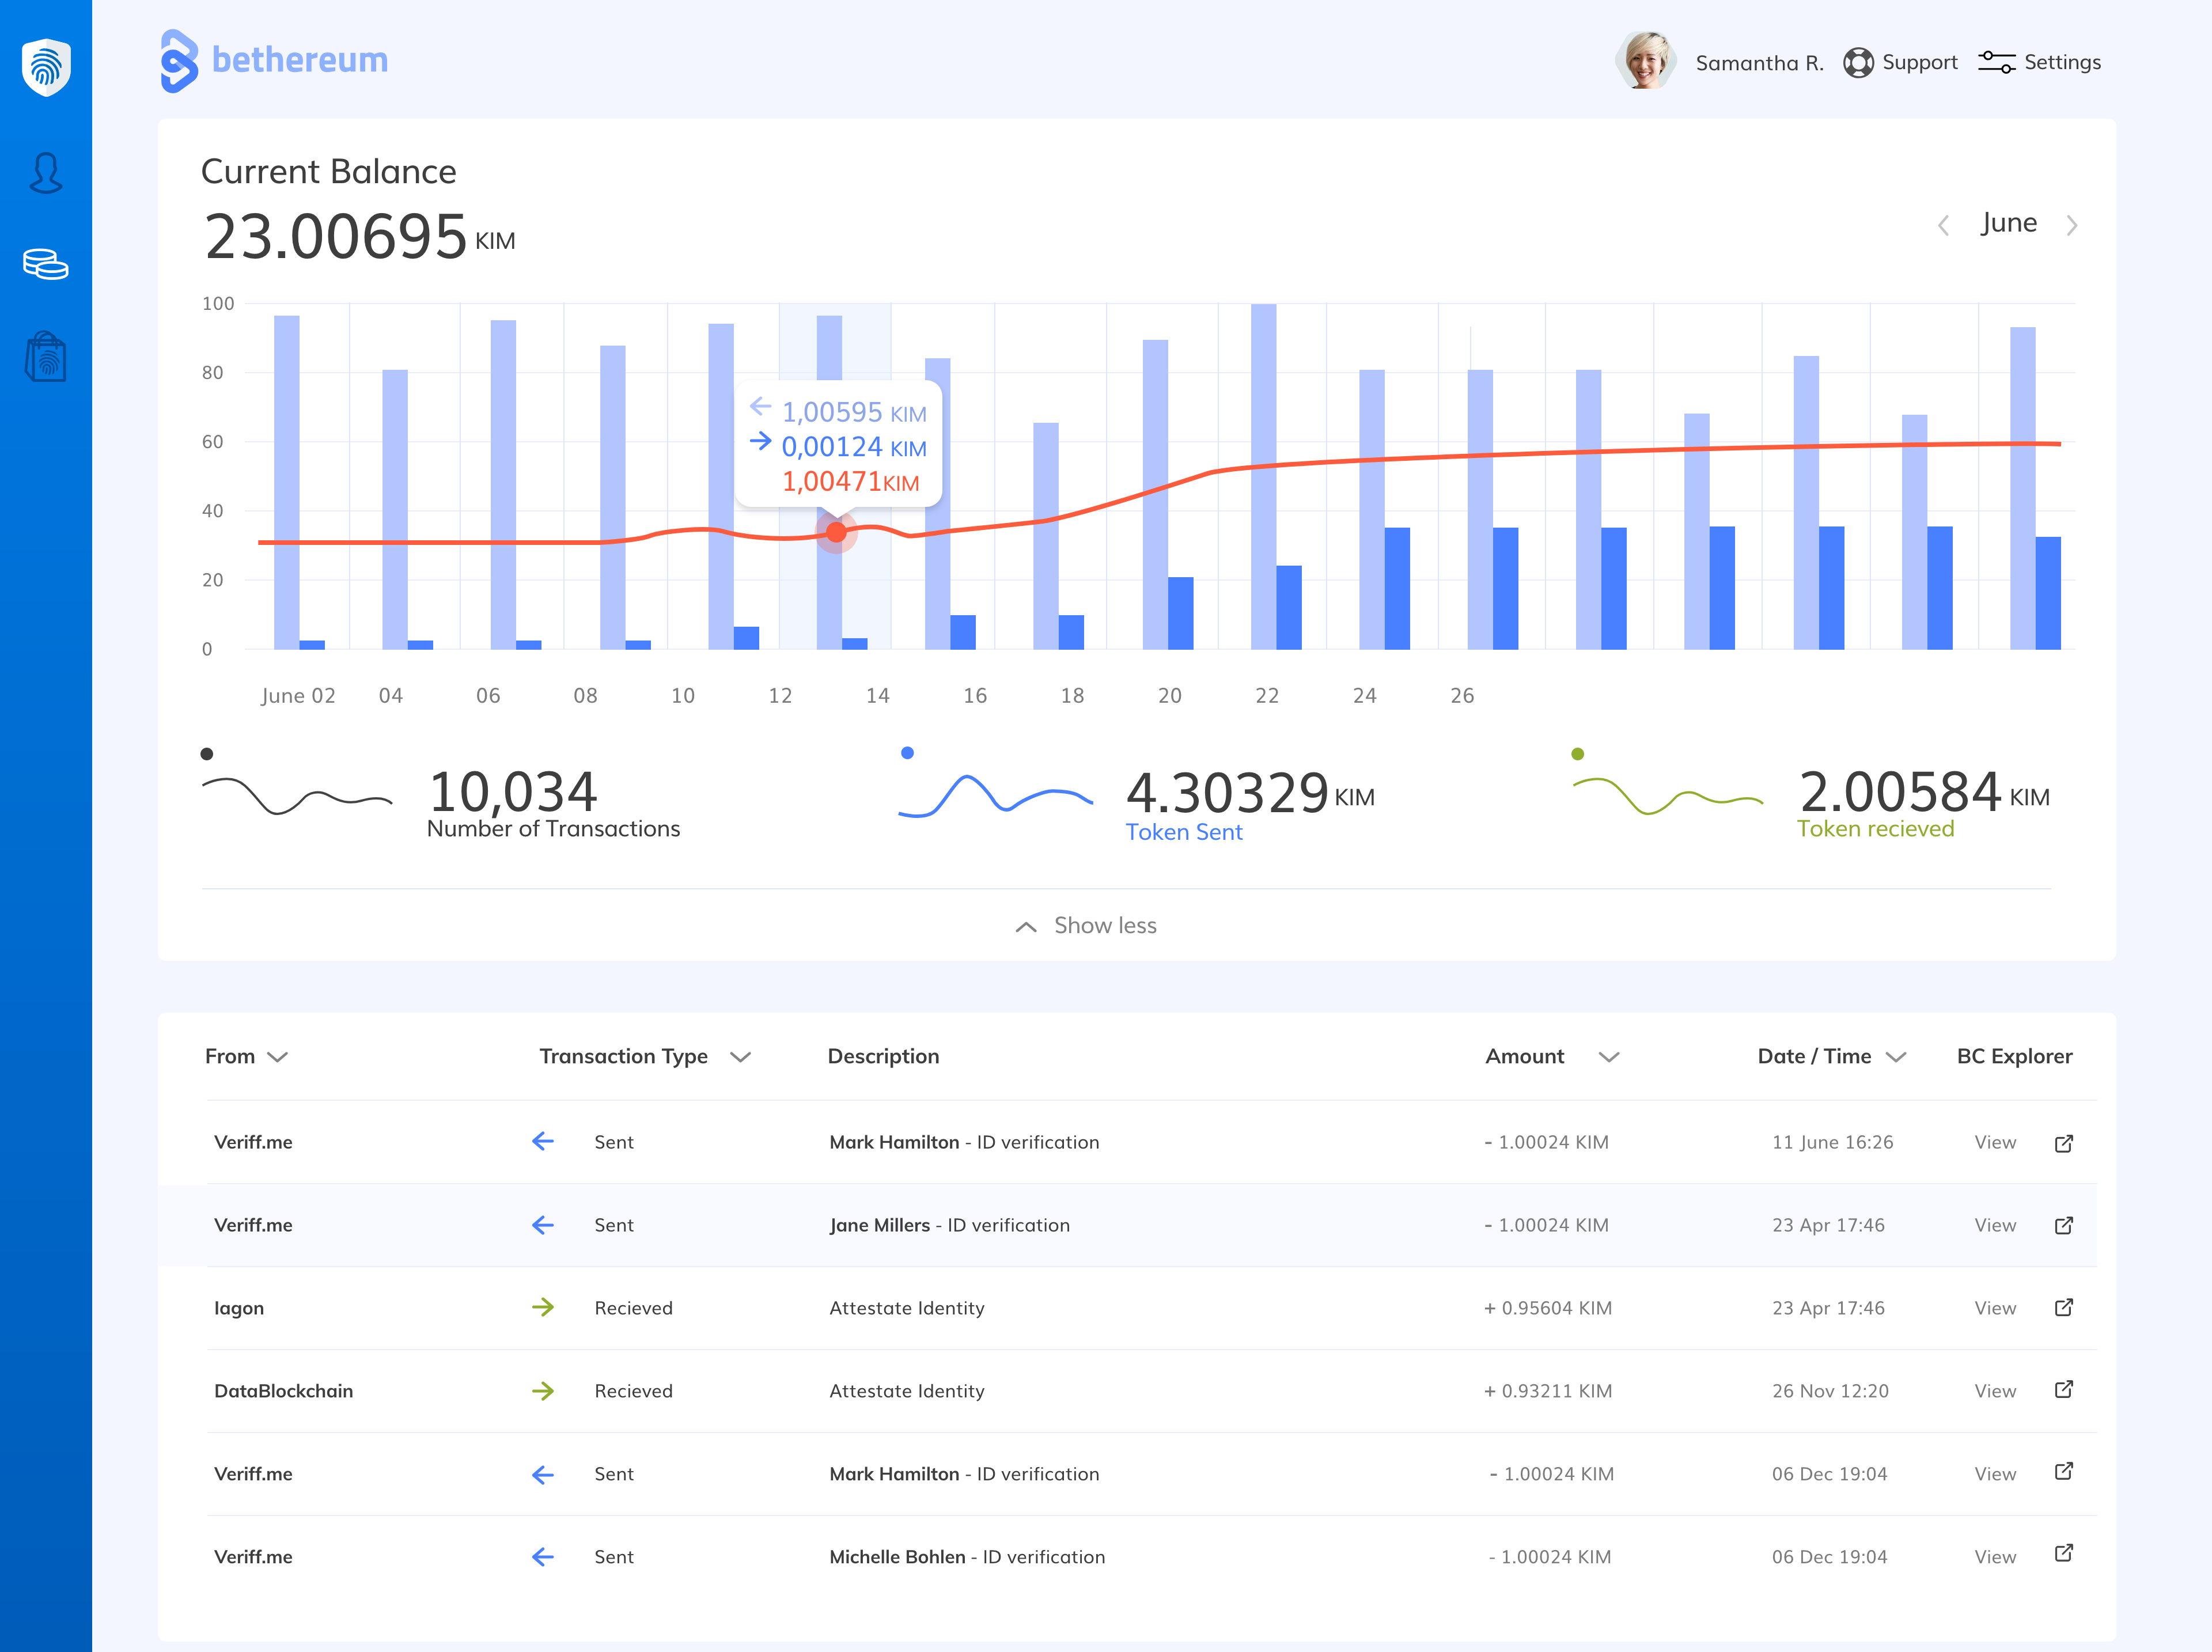 bethereum
Samantha R. Support Settings
Current Balance
23.00695 KIM
June
100
80
60
40
20
0
1,00595 KIM
0,00124 KIM
1,00471KIM
June 02 04 06 08 10 12 14 16 18 20 22 24 26
10,034
Number of Transactions
4.30329 KIM
Token Sent
2.00584 KIM
Token recieved
Show less
From Transaction Type Description Amount Date / Time BC Explorer
Veriff.me Sent Mark Hamilton - ID verification - 1.00024 KIM 11 June 16:26 View
Veriff.me Sent Jane Millers - ID verification - 1.00024 KIM 23 Apr 17:46 View
Iagon Recieved Attestate Identity + 0.95604 KIM 23 Apr 17:46 View
DataBlockchain Recieved Attestate Identity + 0.93211 KIM 26 Nov 12:20 View
Veriff.me Sent Mark Hamilton - ID verification - 1.00024 KIM 06 Dec 19:04 View
Veriff.me Sent Michelle Bohlen - ID verification - 1.00024 KIM 06 Dec 19:04 View